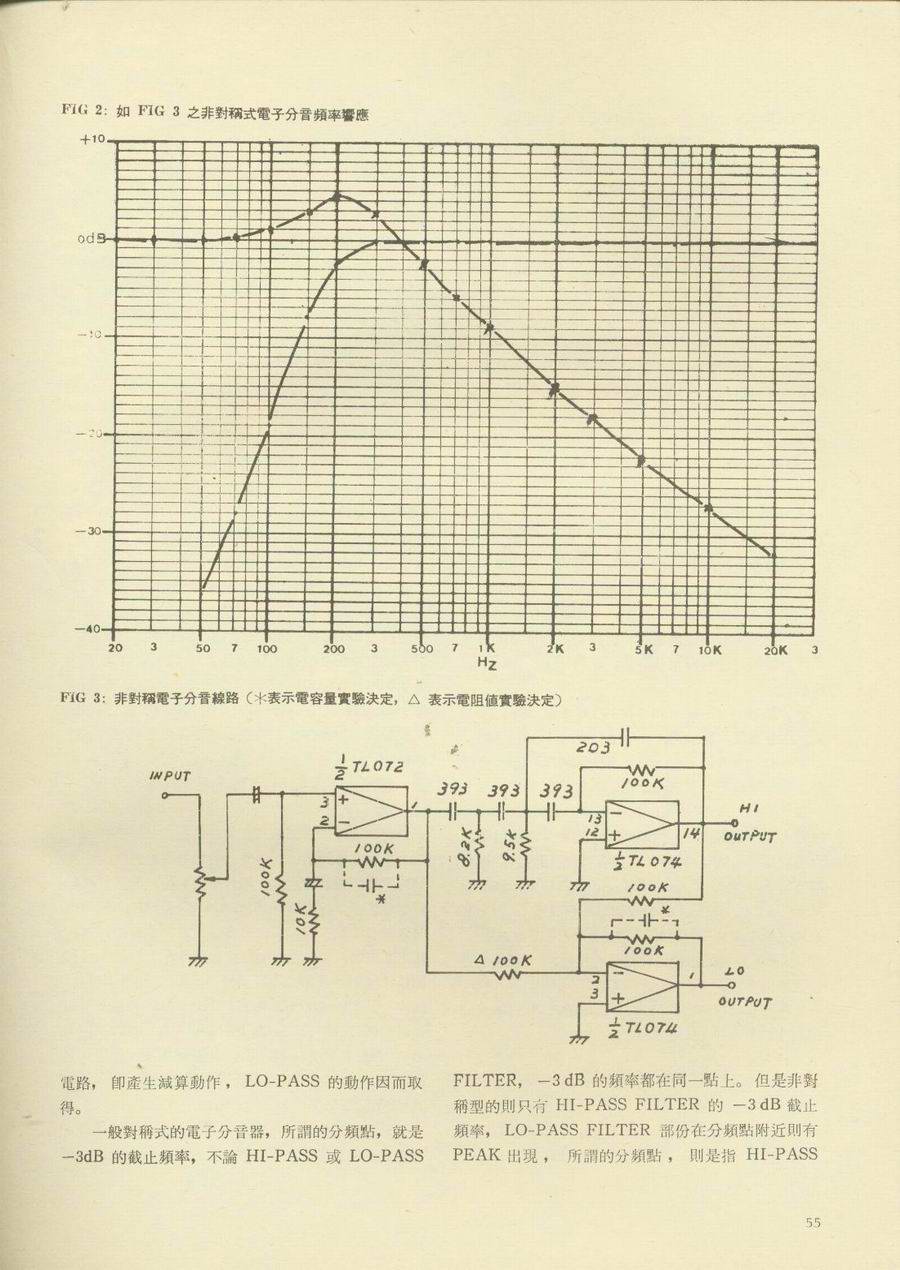 FIG 2: 如 FIG 3 之非對稱式電子分音頻率響應
+10
0dB
-10
-20
-30
-40
20 3 50 7 100 200 3 500 7 1K 2K 3 5K 7 10K 20K 3
Hz
FIG 3: 非對稱電子分音線路（＊表示電容量實驗決定，△ 表示電阻值實驗決定）
INPUT
1/2 TL072
3
+
2
−
1
100K
100K
*
10K
393
393
393
8.2K
9.5K
203
100K
13
−
12
+
14
1/2 TL074
HI
OUTPUT
100K
*
100K
△ 100K
2
−
3
+
1
1/2 TL074
LO
OUTPUT
電路，卽產生減算動作，LO-PASS 的動作因而取
得。
一般對稱式的電子分音器，所謂的分頻點，就是
−3dB 的截止頻率，不論 HI-PASS 或 LO-PASS
FILTER，−3 dB 的頻率都在同一點上。但是非對
稱型的則只有 HI-PASS FILTER 的 −3 dB 截止
頻率，LO-PASS FILTER 部份在分頻點附近則有
PEAK 出現，所謂的分頻點，則是指 HI-PASS
55